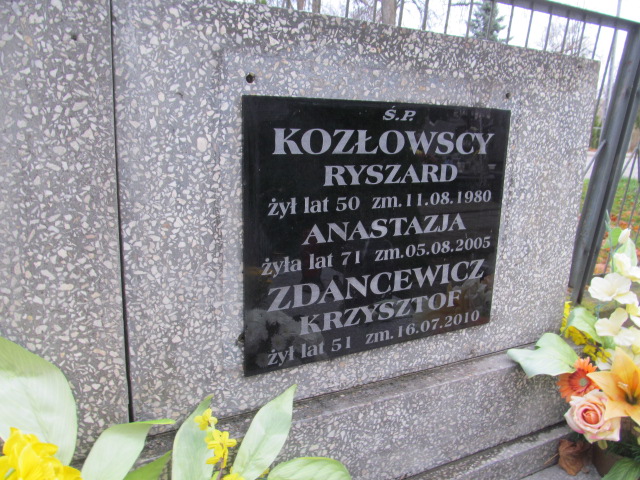 Ś.P.
KOZŁOWSCY
RYSZARD
żył lat 50 zm. 11.08.1980
ANASTAZJA
żyła lat 71 zm. 05.08.2005
ZDANCEWICZ
KRZYSZTOF
żył lat 51 zm. 16.07.2010